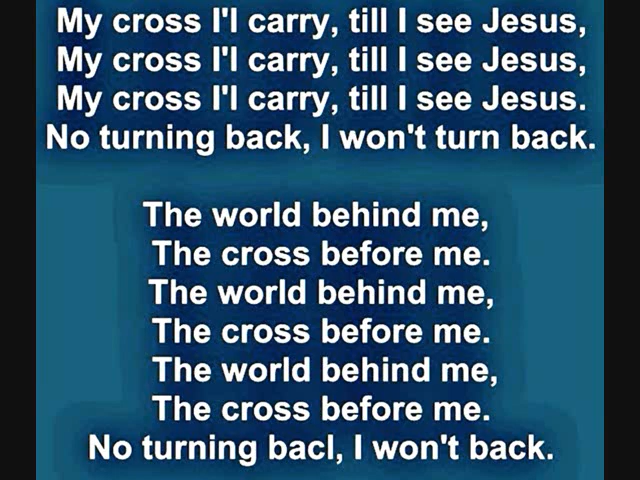 My cross I'l carry, till I see Jesus,
My cross I'l carry, till I see Jesus,
My cross I'l carry, till I see Jesus.
No turning back, I won't turn back.
The world behind me,
The cross before me.
The world behind me,
The cross before me.
The world behind me,
The cross before me.
No turning bacl, I won't back.